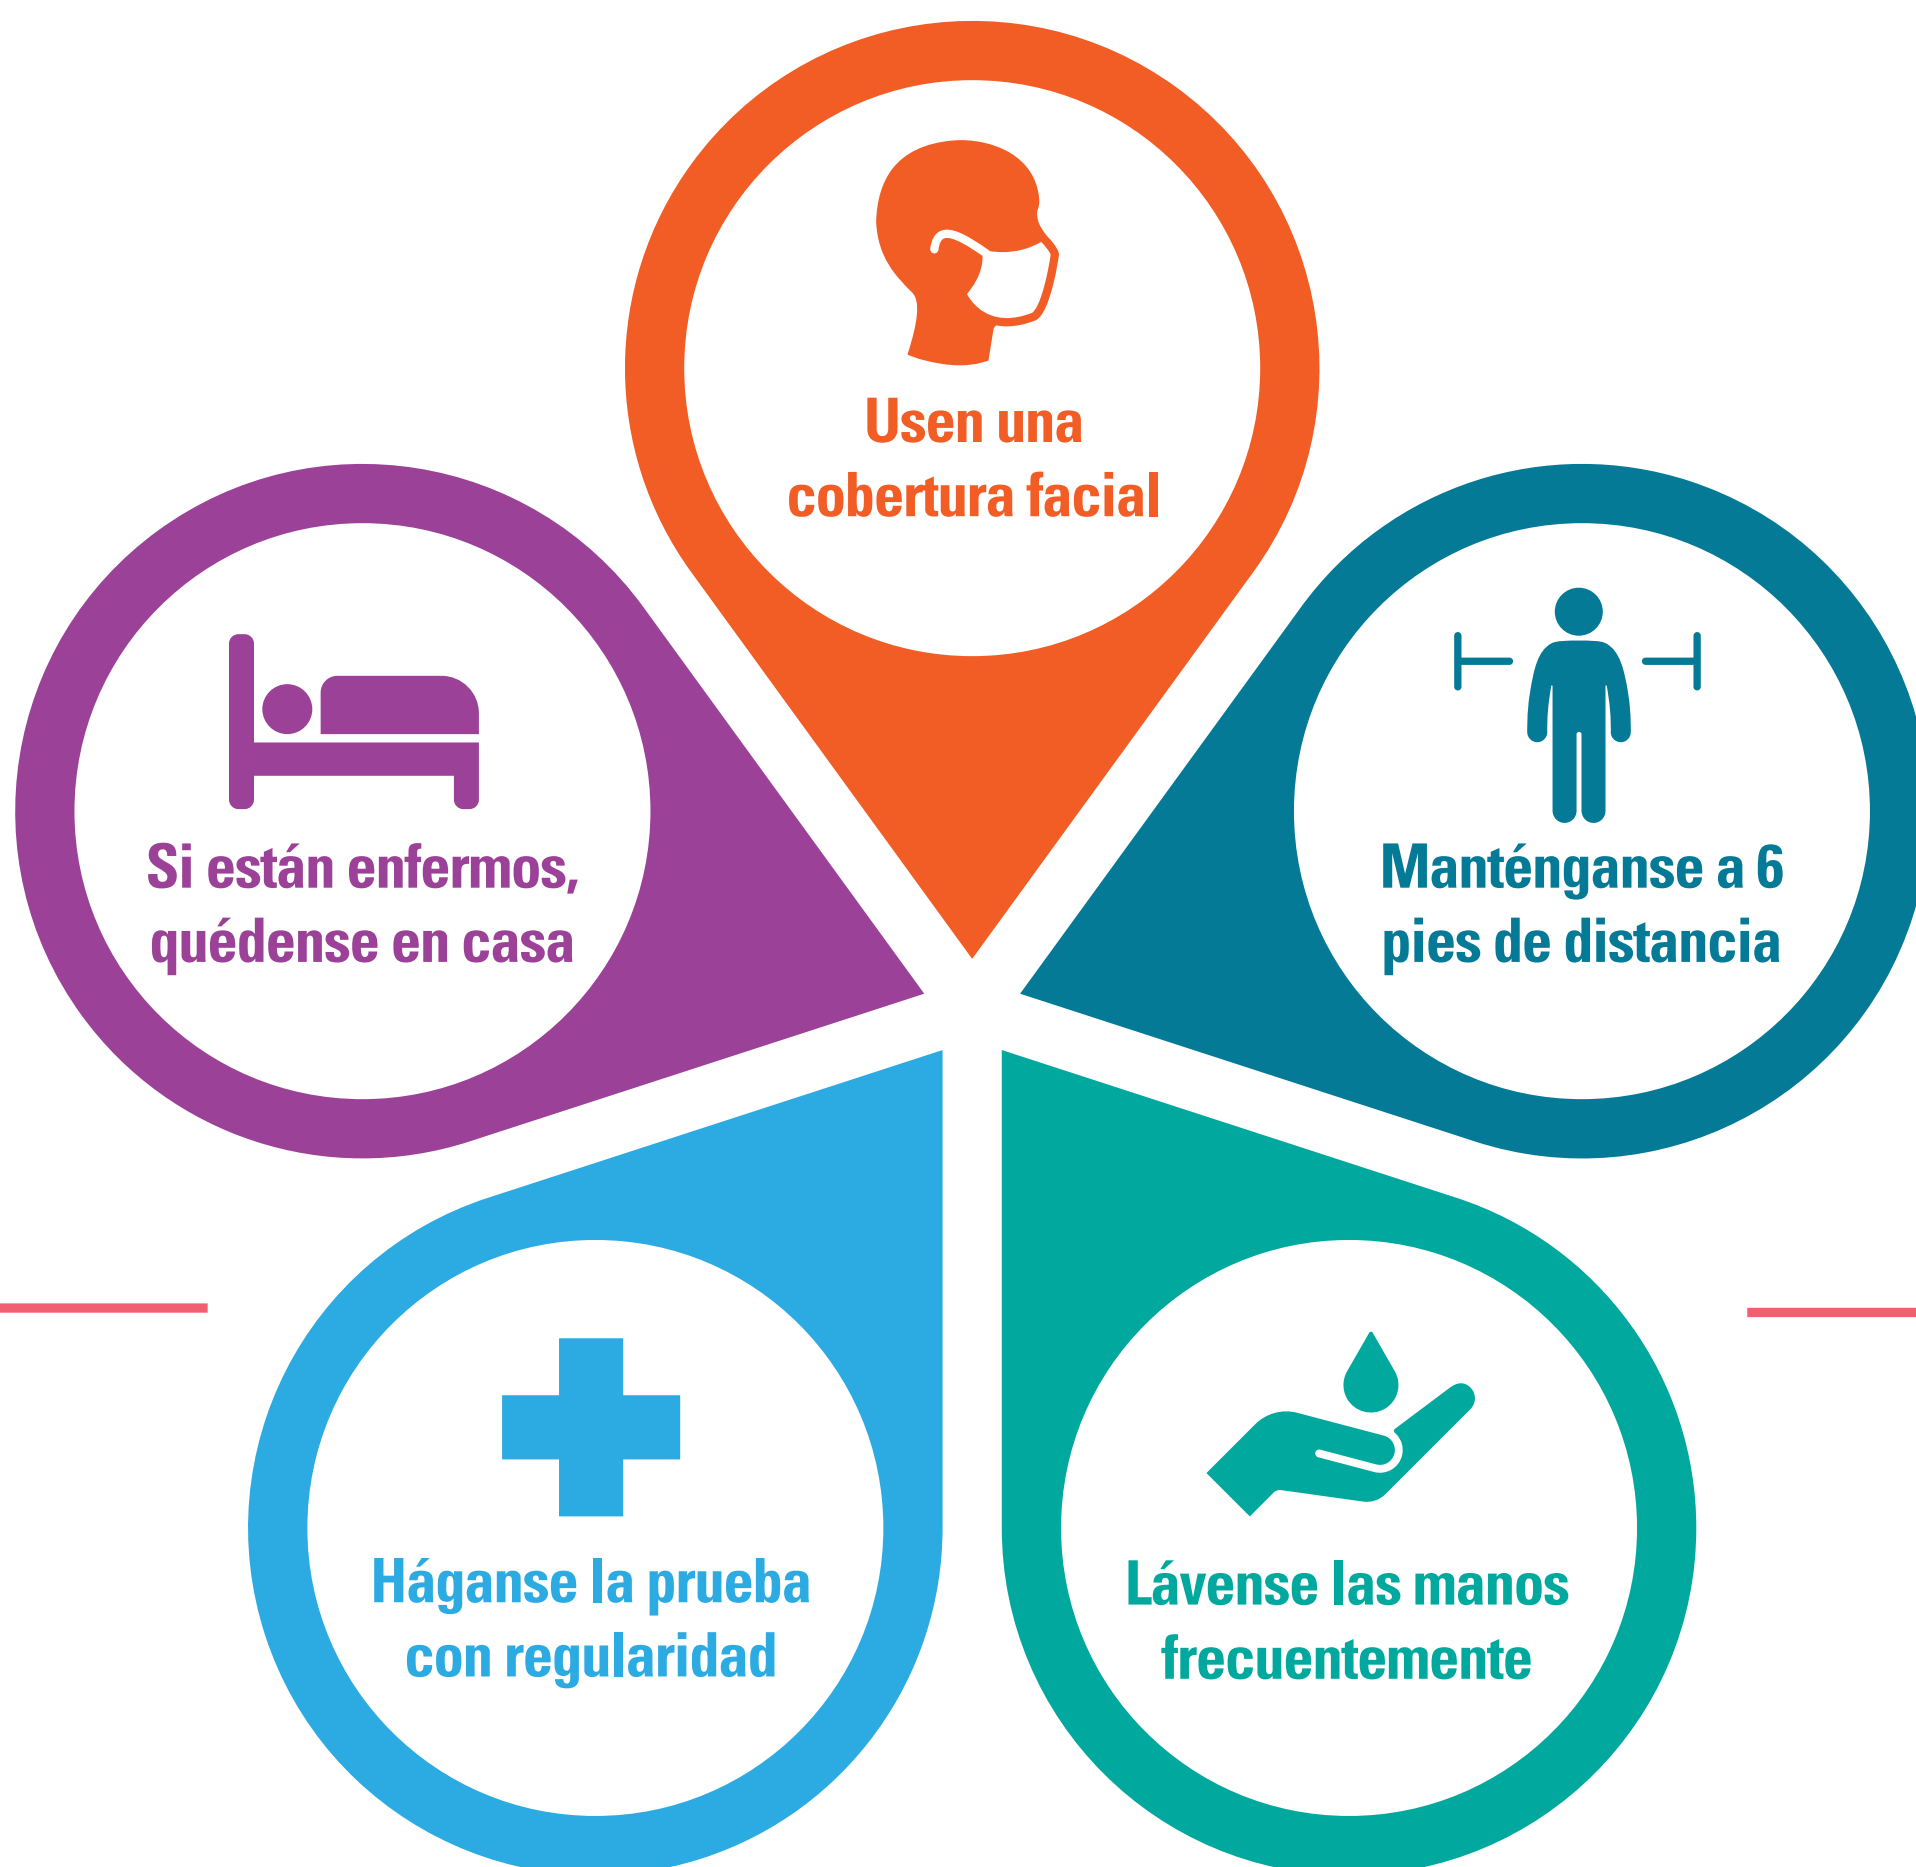 Usen una
cobertura facial
Si están enfermos,
quédense en casa
Manténganse a 6
pies de distancia
Háganse la prueba
con regularidad
Lávense las manos
frecuentemente